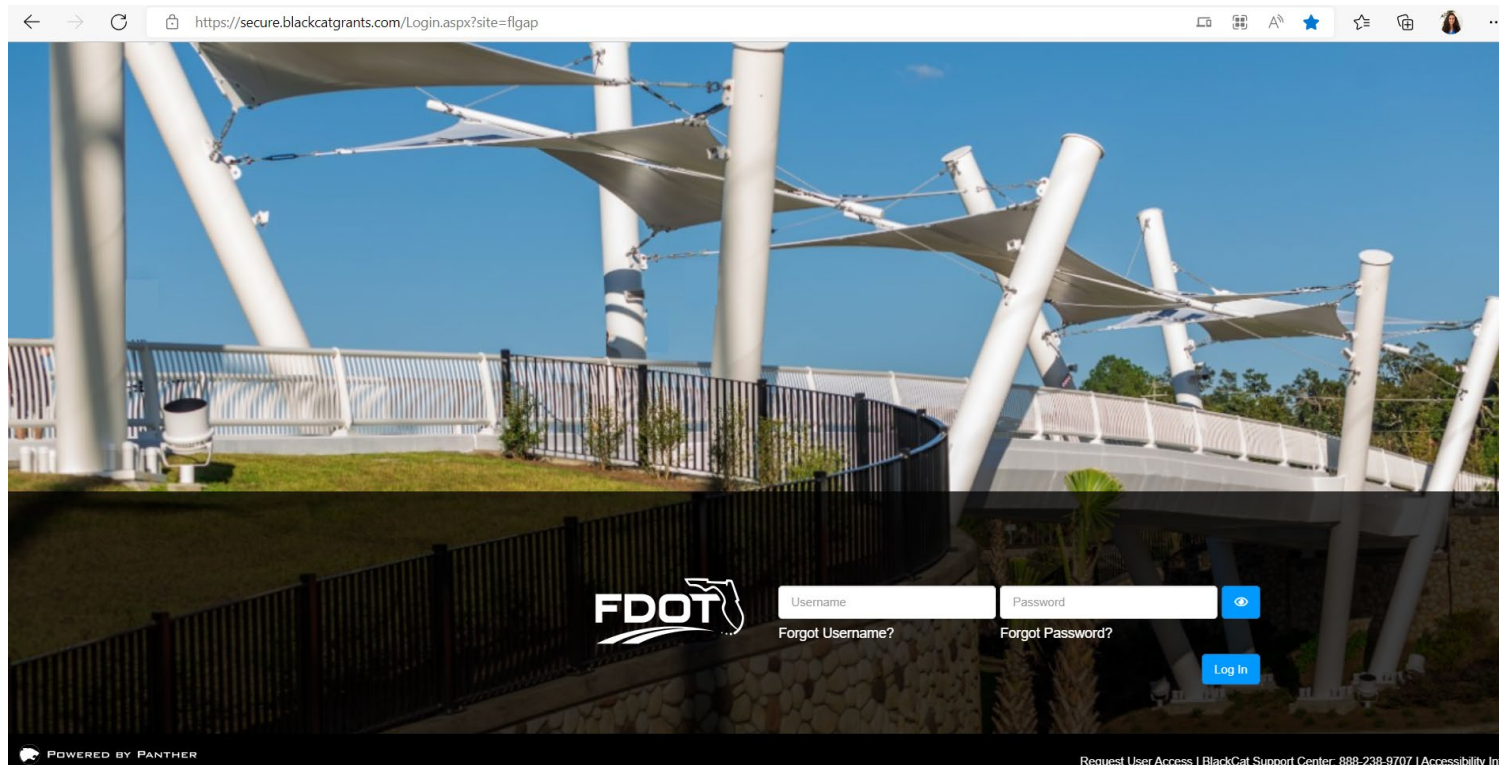 https://secure.blackcatgrants.com/Login.aspx?site=flgap
FDOT
Username
Password
Forgot Username?
Forgot Password?
Log In
POWERED BY PANTHER
Request User Access | BlackCat Support Center: 888-238-9707 | Accessibility In